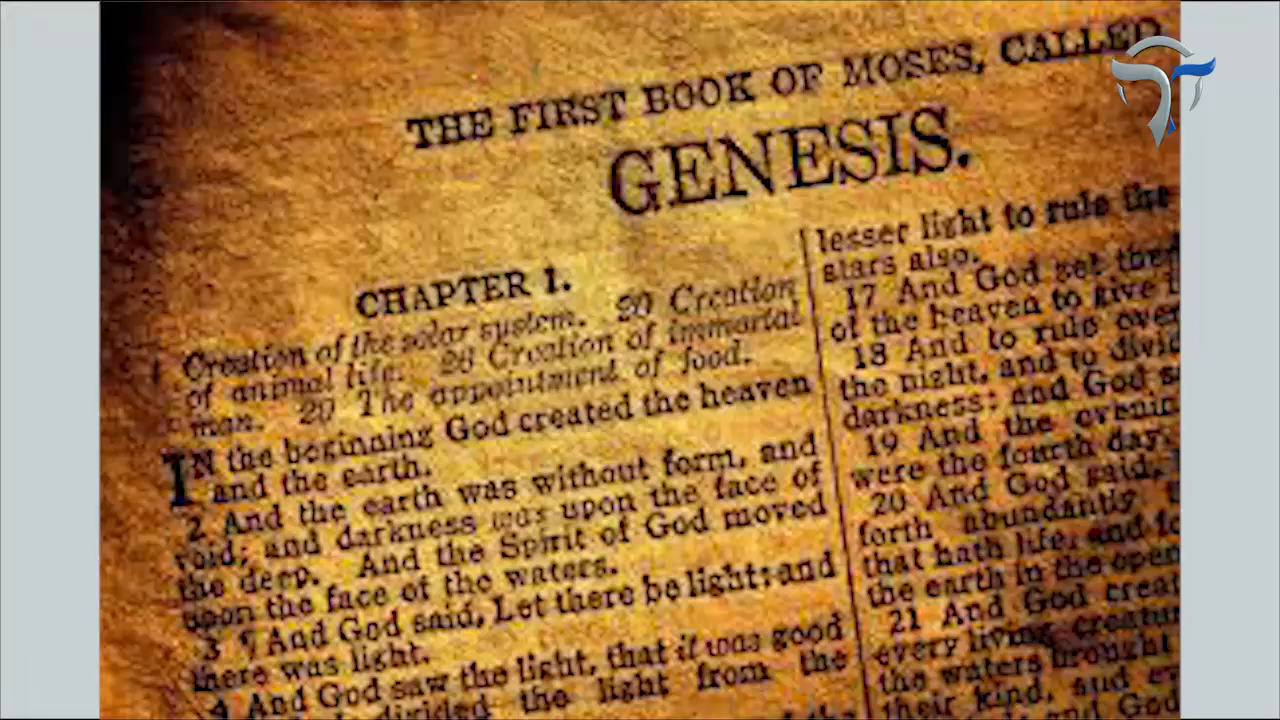 THE FIRST BOOK OF MOSES, CALLED
GENESIS.
CHAPTER 1.
Creation of the solar system. 20 Creation
of animal life. 26 Creation of immortal
man. 29 The appointment of food.
IN the beginning God created the heaven
and the earth.
2 And the earth was without form, and
void; and darkness was upon the face of
the deep. And the Spirit of God moved
upon the face of the waters.
3 ¶ And God said, Let there be light: and
there was light.
4 And God saw the light, that it was good
divided the light from the
lesser light to rule the
stars also.
17 And God set them
of the heaven to give
18 And to rule over
the night, and to divid
darkness: and God s
19 And the evenin
were the fourth day.
20 And God said,
forth abundantly
that hath life, and fo
the earth in the open
21 And God creat
every living creatur
the waters brought
their kind, and ev
and God